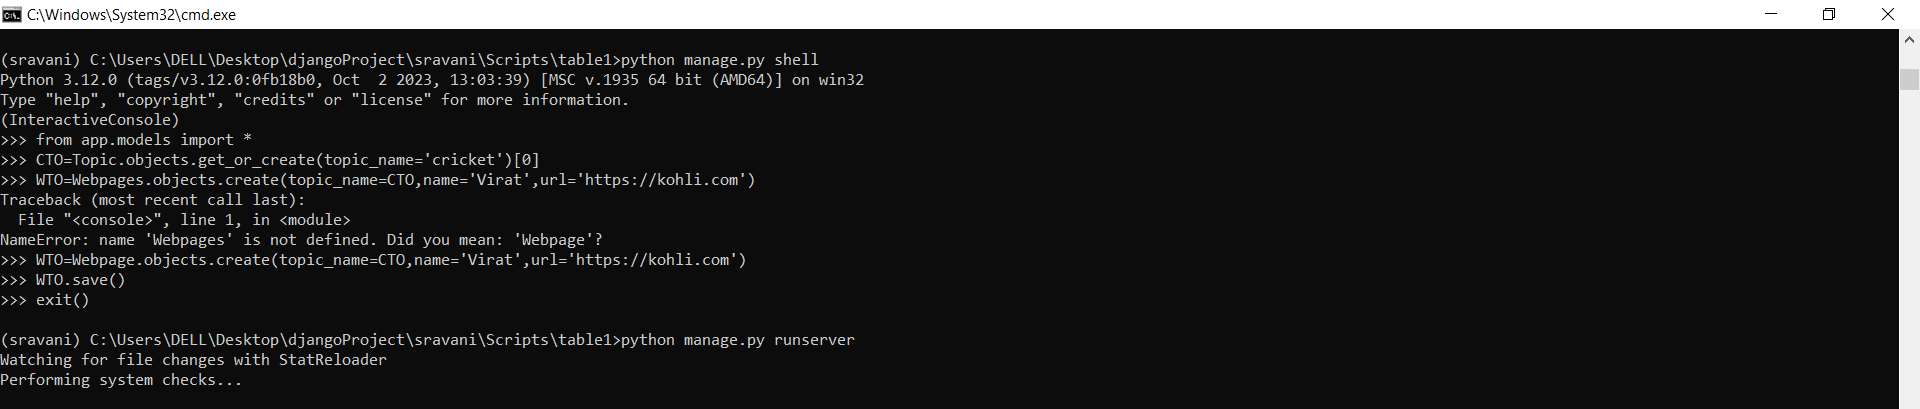 C:\Windows\System32\cmd.exe
(sravani) C:\Users\DELL\Desktop\djangoProject\sravani\Scripts\table1>python manage.py shell
Python 3.12.0 (tags/v3.12.0:0fb18b0, Oct  2 2023, 13:03:39) [MSC v.1935 64 bit (AMD64)] on win32
Type "help", "copyright", "credits" or "license" for more information.
(InteractiveConsole)
>>> from app.models import *
>>> CTO=Topic.objects.get_or_create(topic_name='cricket')[0]
>>> WTO=Webpages.objects.create(topic_name=CTO,name='Virat',url='https://kohli.com')
Traceback (most recent call last):
  File "<console>", line 1, in <module>
NameError: name 'Webpages' is not defined. Did you mean: 'Webpage'?
>>> WTO=Webpage.objects.create(topic_name=CTO,name='Virat',url='https://kohli.com')
>>> WTO.save()
>>> exit()
(sravani) C:\Users\DELL\Desktop\djangoProject\sravani\Scripts\table1>python manage.py runserver
Watching for file changes with StatReloader
Performing system checks...